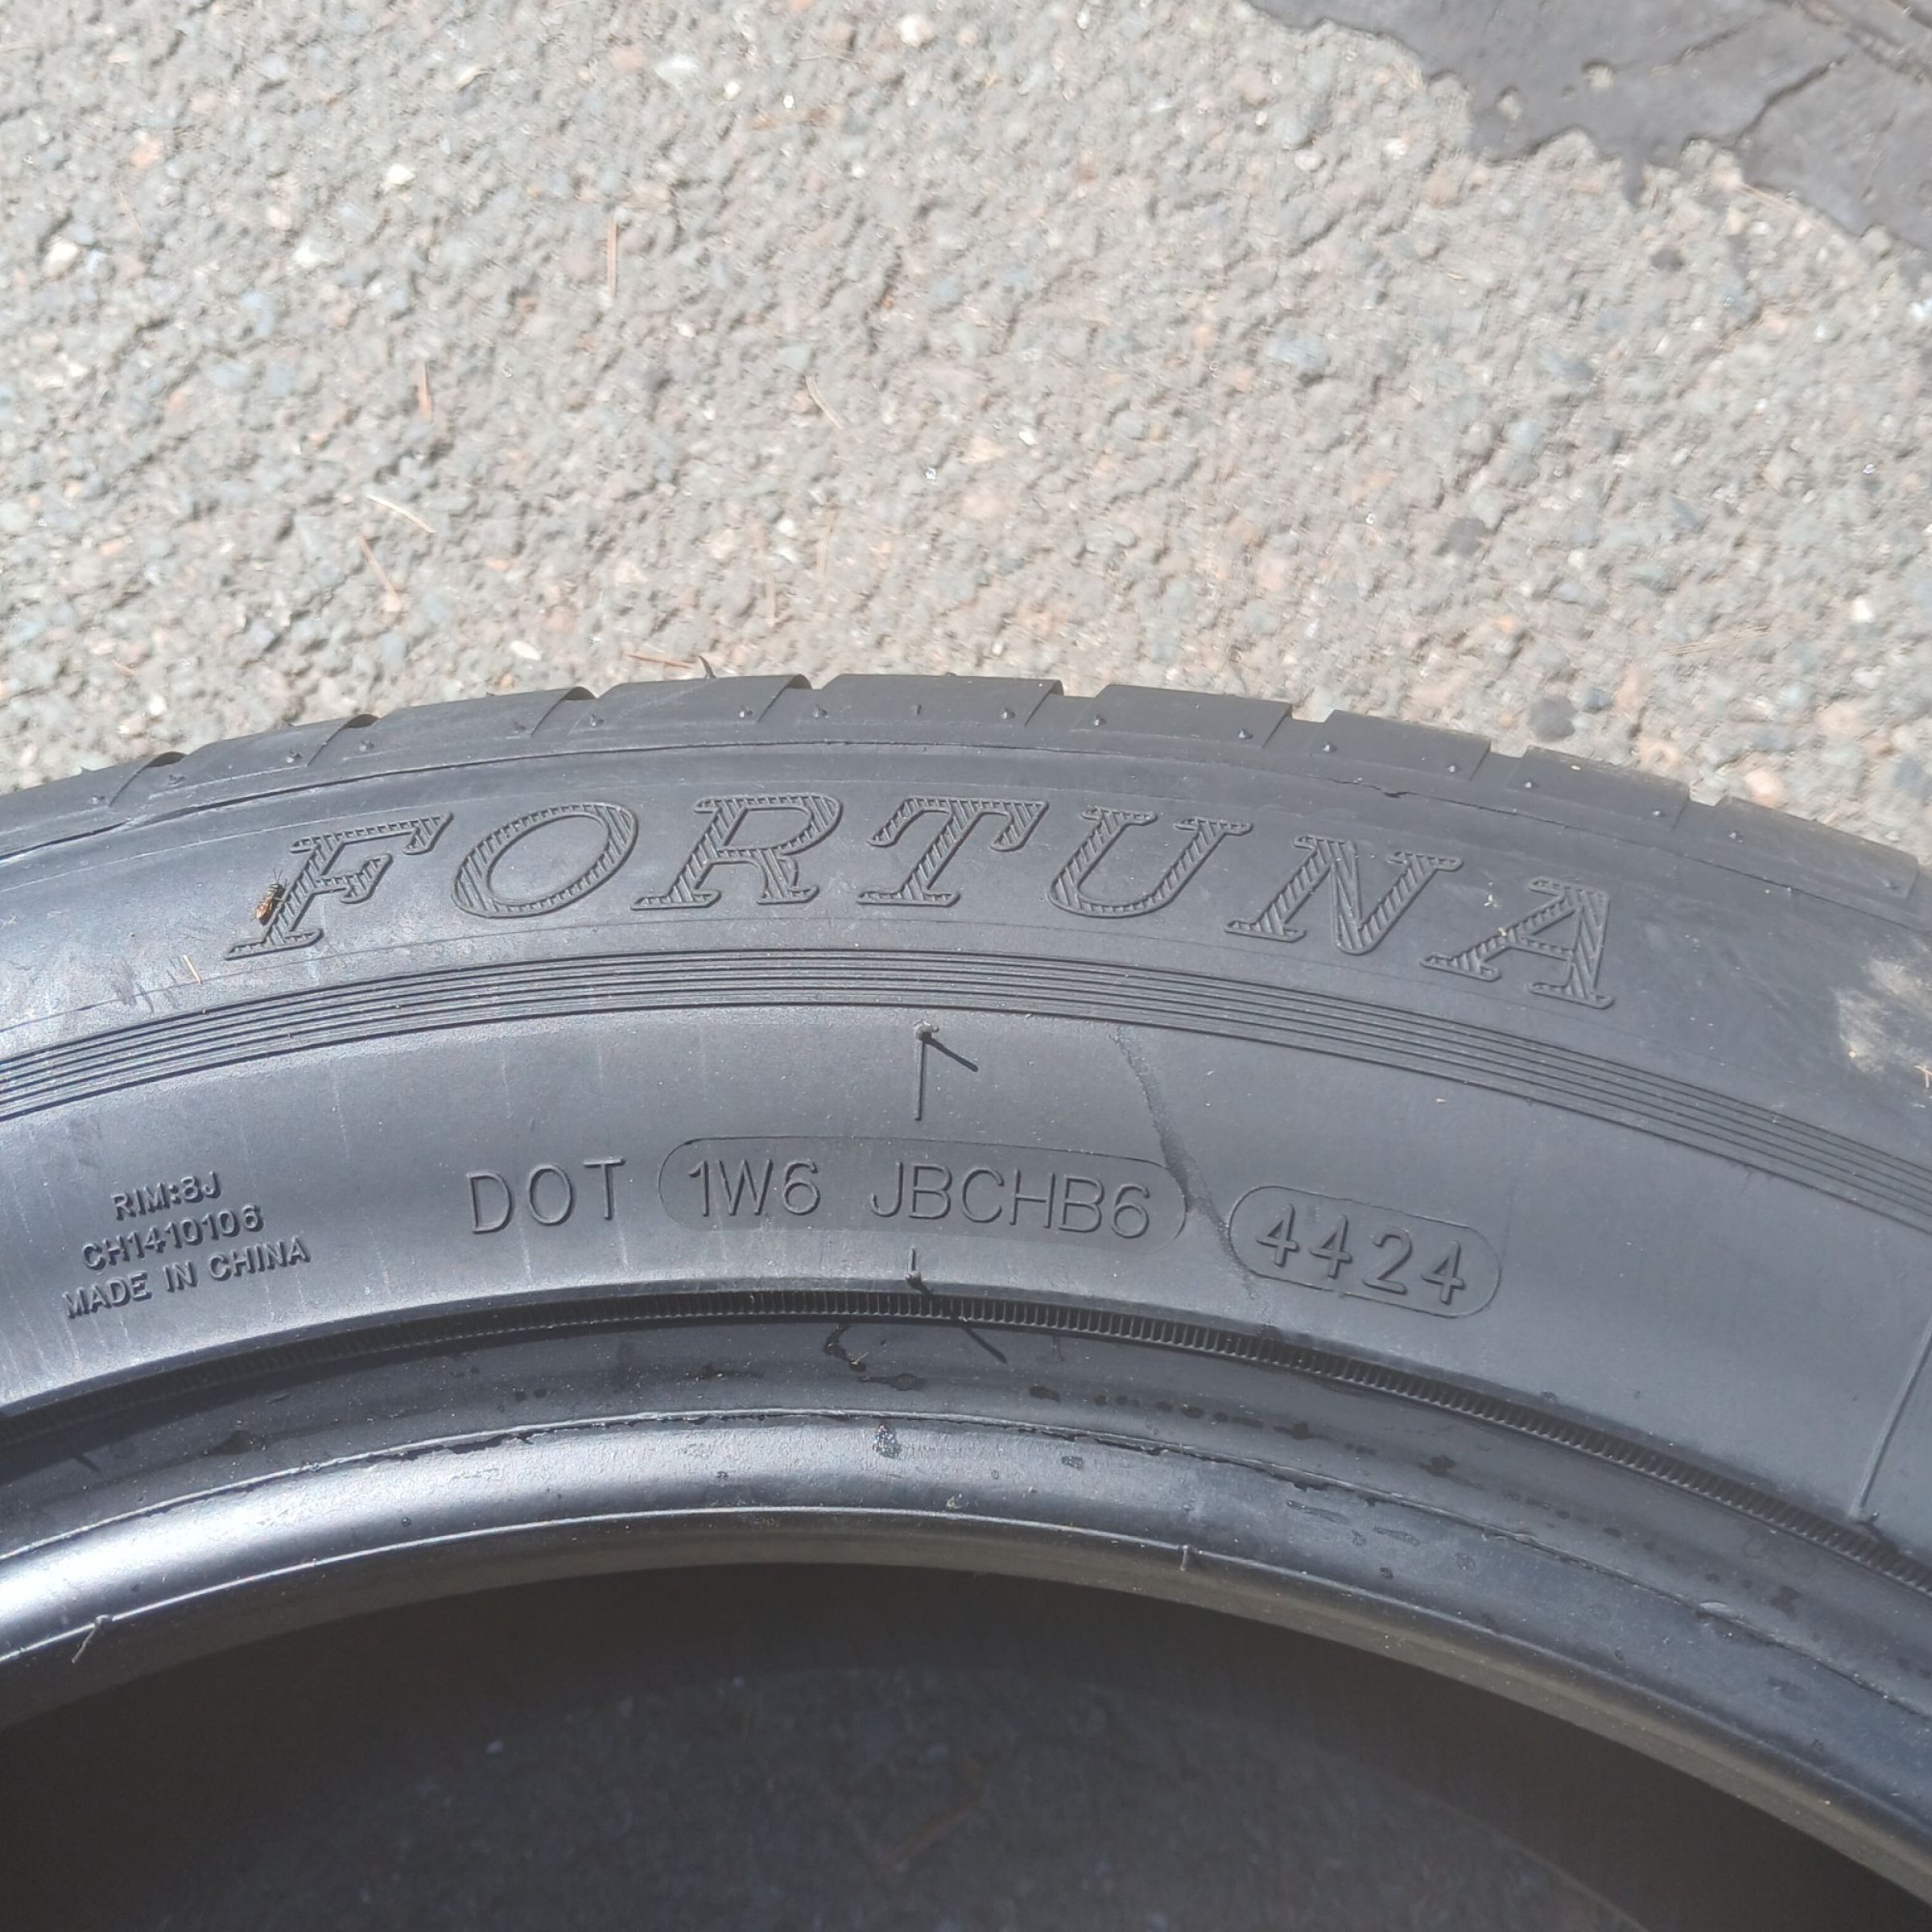 FORTUNA
DOT 1W6 JBCHB6 4424
RIM:8J
CH1410106
MADE IN CHINA